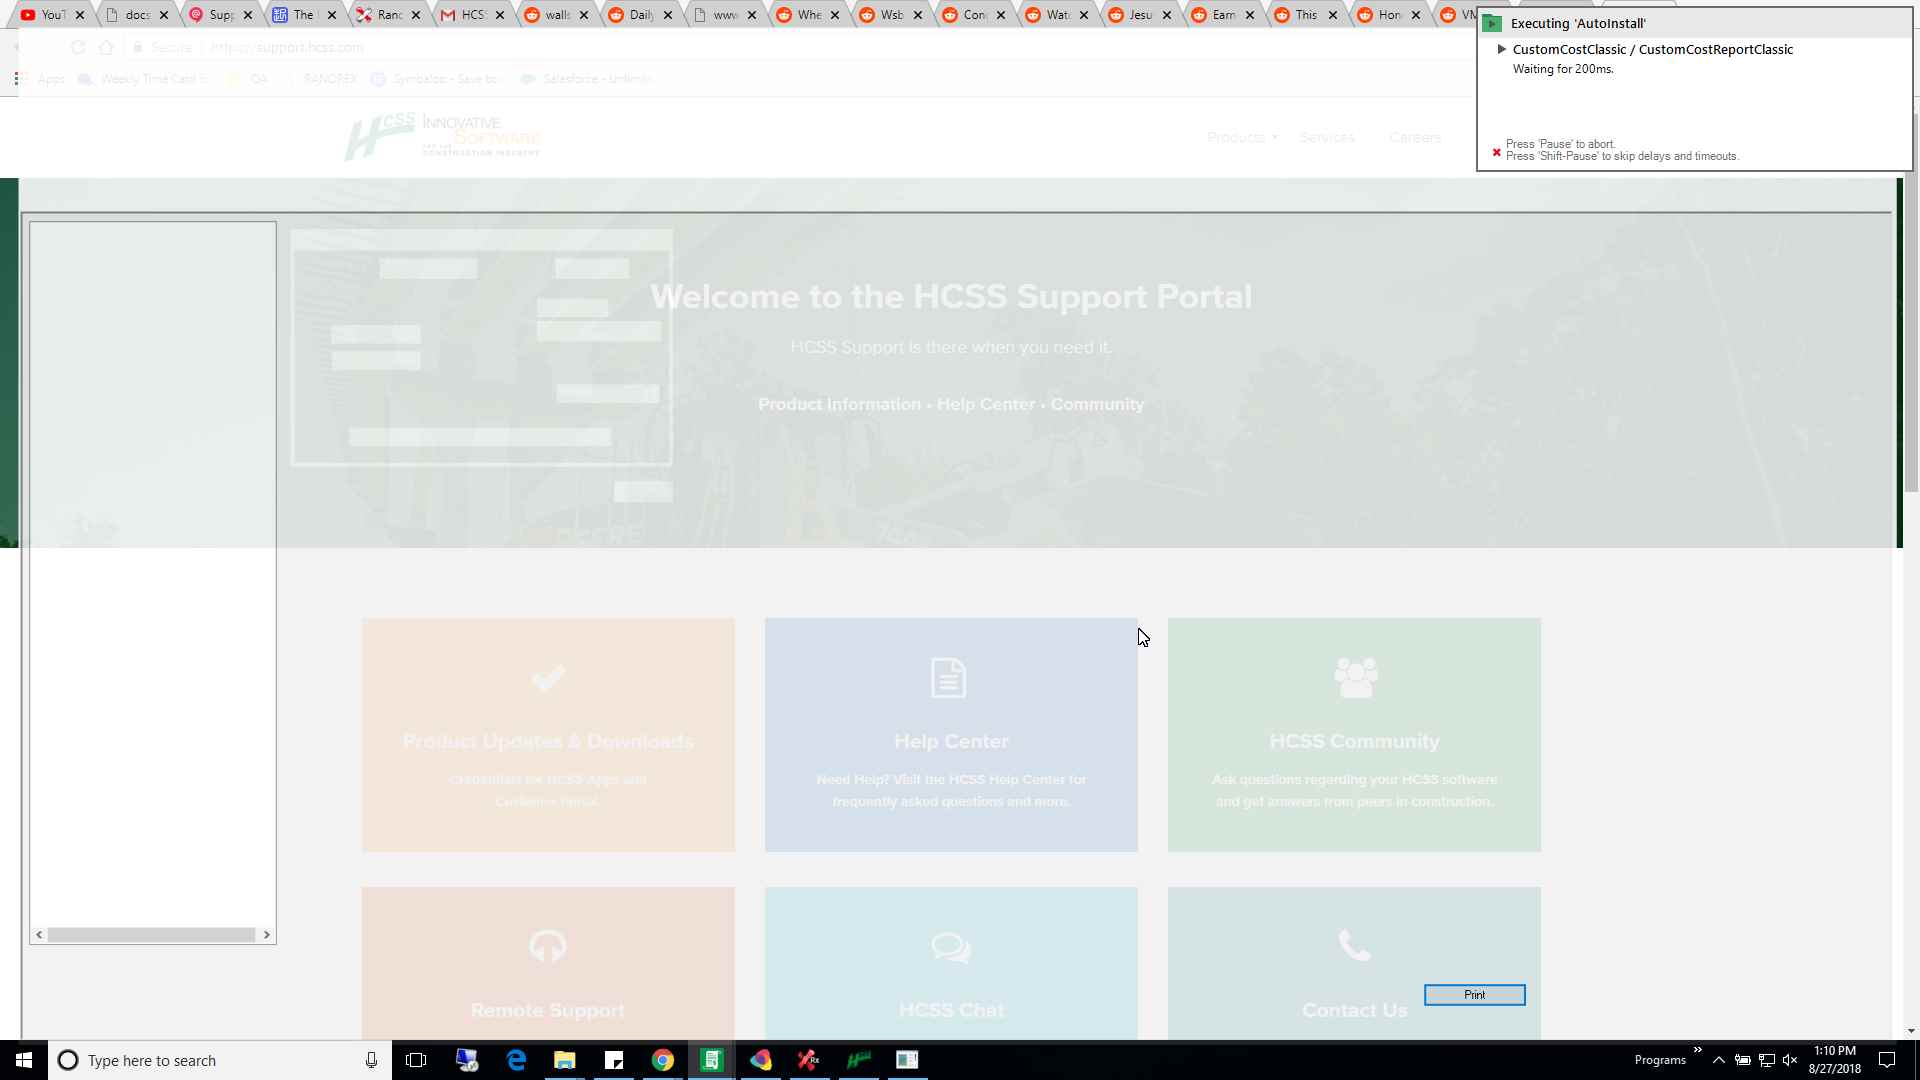 YouT
docs
Supp
The
Ranc
HCS
walls
Daily
www
Whe
Wsb
Con
Wat
Jesu
Earn
This
Hon
VM
Executing 'AutoInstall'
CustomCostClassic / CustomCostReportClassic
Waiting for 200ms.
Press 'Pause' to abort.
Press 'Shift-Pause' to skip delays and timeouts.
Secure
https://support.hcss.com
Apps
Weekly Time Card
QA
RANOREX
Symbaloo - Save bo
Salesforce - Unlimit
HCSS INNOVATIVE
SOFTWARE
FOR THE
CONSTRUCTION INDUSTRY
Products
Services
Careers
Welcome to the HCSS Support Portal
HCSS Support is there when you need it.
Product Information • Help Center • Community
DEERE
Product Updates & Downloads
Credentials for HCSS Apps and
Customer Portal.
Help Center
Need Help? Visit the HCSS Help Center for
frequently asked questions and more.
HCSS Community
Ask questions regarding your HCSS software
and get answers from peers in construction.
Remote Support
HCSS Chat
Contact Us
Print
Type here to search
Programs
1:10 PM
8/27/2018